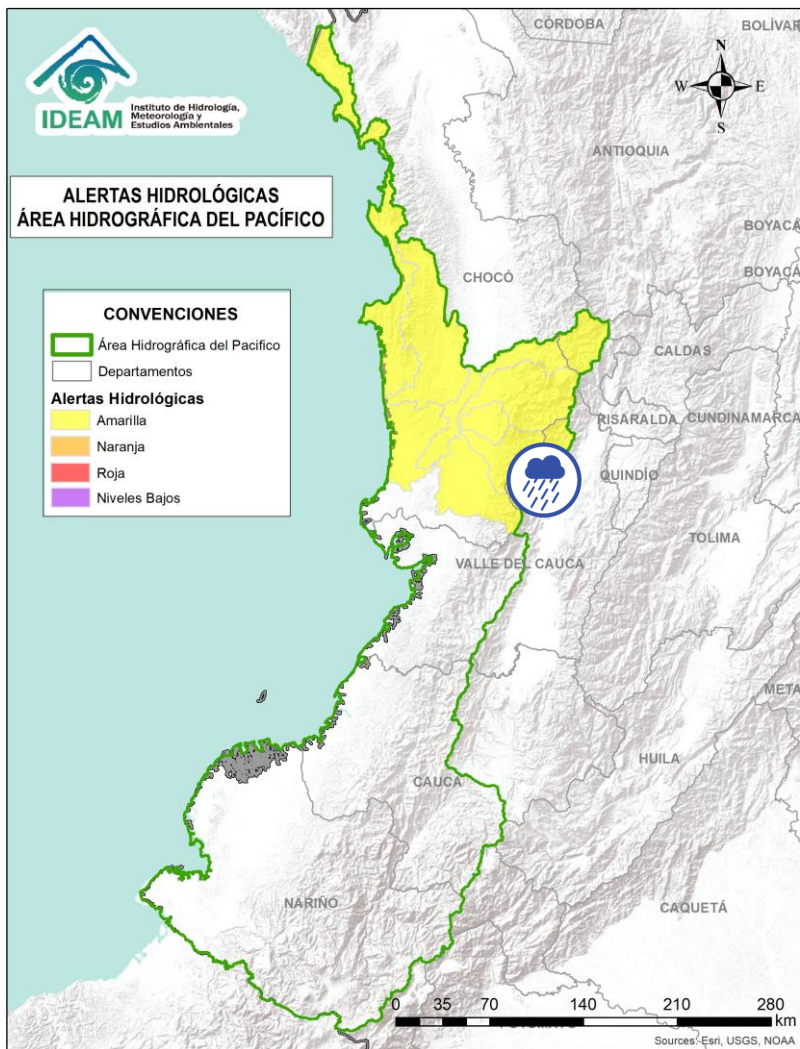 CÓRDOBA
BOLÍVAR
IDEAM
Instituto de Hidrología,
Meteorología y
Estudios Ambientales
N
W
E
S
ANTIOQUIA
ALERTAS HIDROLÓGICAS
ÁREA HIDROGRÁFICA DEL PACÍFICO
BOYACÁ
BOYACÁ
CHOCÓ
CONVENCIONES
Área Hidrográfica del Pacifico
Departamentos
Alertas Hidrológicas
Amarilla
Naranja
Roja
Niveles Bajos
CALDAS
RISARALDA
CUNDINAMARCA
QUINDÍO
TOLIMA
VALLE DEL CAUCA
META
HUILA
CAUCA
NARIÑO
CAQUETÁ
0 35 70 140 210 280
km
Sources: Esri, USGS, NOAA